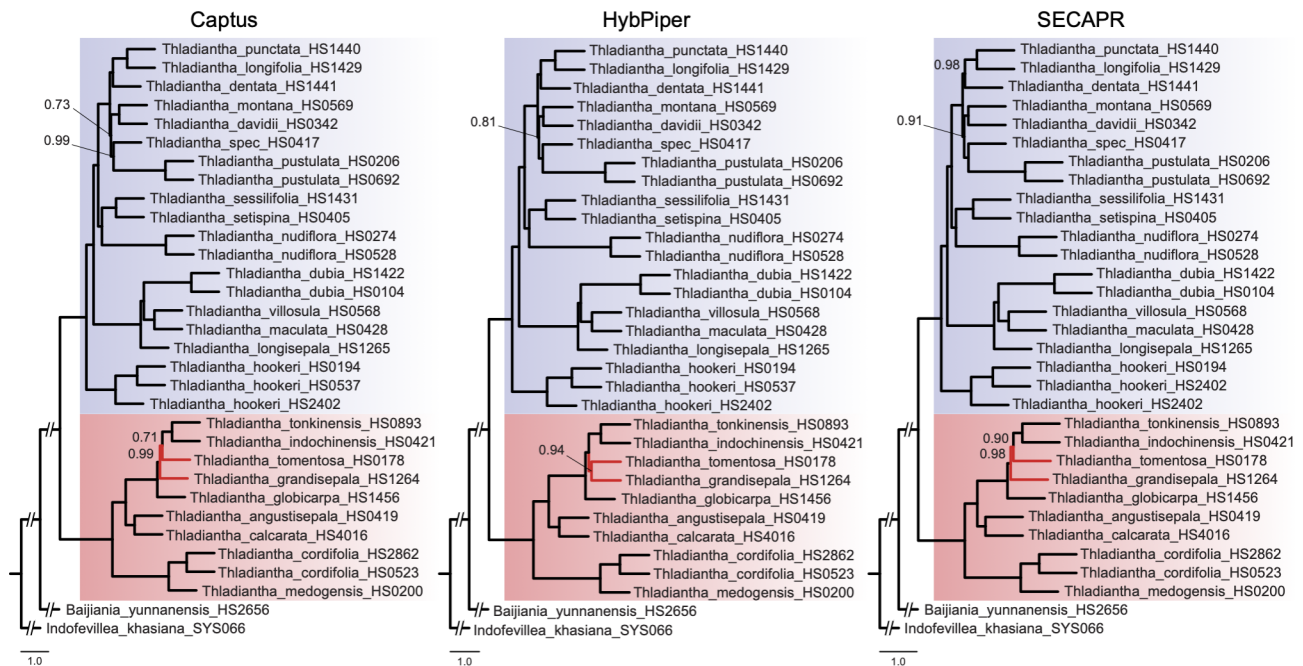 Captus
Thladiantha_punctata_HS1440
Thladiantha_longifolia_HS1429
Thladiantha_dentata_HS1441
0.73
Thladiantha_montana_HS0569
Thladiantha_davidii_HS0342
0.99
Thladiantha_spec_HS0417
Thladiantha_pustulata_HS0206
Thladiantha_pustulata_HS0692
Thladiantha_sessilifolia_HS1431
Thladiantha_setispina_HS0405
Thladiantha_nudiflora_HS0274
Thladiantha_nudiflora_HS0528
Thladiantha_dubia_HS1422
Thladiantha_dubia_HS0104
Thladiantha_villosula_HS0568
Thladiantha_maculata_HS0428
Thladiantha_longisepala_HS1265
Thladiantha_hookeri_HS0194
Thladiantha_hookeri_HS0537
Thladiantha_hookeri_HS2402
Thladiantha_tonkinensis_HS0893
0.71
Thladiantha_indochinensis_HS0421
0.99
Thladiantha_tomentosa_HS0178
Thladiantha_grandisepala_HS1264
Thladiantha_globicarpa_HS1456
Thladiantha_angustisepala_HS0419
Thladiantha_calcarata_HS4016
Thladiantha_cordifolia_HS2862
Thladiantha_cordifolia_HS0523
Thladiantha_medogensis_HS0200
Baijiania_yunnanensis_HS2656
Indofevillea_khasiana_SYS066
1.0
HybPiper
Thladiantha_punctata_HS1440
Thladiantha_longifolia_HS1429
Thladiantha_dentata_HS1441
Thladiantha_montana_HS0569
0.81
Thladiantha_davidii_HS0342
Thladiantha_spec_HS0417
Thladiantha_pustulata_HS0206
Thladiantha_pustulata_HS0692
Thladiantha_sessilifolia_HS1431
Thladiantha_setispina_HS0405
Thladiantha_nudiflora_HS0274
Thladiantha_nudiflora_HS0528
Thladiantha_dubia_HS1422
Thladiantha_dubia_HS0104
Thladiantha_villosula_HS0568
Thladiantha_maculata_HS0428
Thladiantha_longisepala_HS1265
Thladiantha_hookeri_HS0194
Thladiantha_hookeri_HS0537
Thladiantha_hookeri_HS2402
Thladiantha_tonkinensis_HS0893
Thladiantha_indochinensis_HS0421
0.94
Thladiantha_tomentosa_HS0178
Thladiantha_grandisepala_HS1264
Thladiantha_globicarpa_HS1456
Thladiantha_angustisepala_HS0419
Thladiantha_calcarata_HS4016
Thladiantha_cordifolia_HS2862
Thladiantha_cordifolia_HS0523
Thladiantha_medogensis_HS0200
Baijiania_yunnanensis_HS2656
Indofevillea_khasiana_SYS066
1.0
SECAPR
Thladiantha_punctata_HS1440
0.98
Thladiantha_longifolia_HS1429
Thladiantha_dentata_HS1441
Thladiantha_montana_HS0569
0.91
Thladiantha_davidii_HS0342
Thladiantha_spec_HS0417
Thladiantha_pustulata_HS0206
Thladiantha_pustulata_HS0692
Thladiantha_sessilifolia_HS1431
Thladiantha_setispina_HS0405
Thladiantha_nudiflora_HS0274
Thladiantha_nudiflora_HS0528
Thladiantha_dubia_HS1422
Thladiantha_dubia_HS0104
Thladiantha_villosula_HS0568
Thladiantha_maculata_HS0428
Thladiantha_longisepala_HS1265
Thladiantha_hookeri_HS0194
Thladiantha_hookeri_HS2402
Thladiantha_hookeri_HS0537
Thladiantha_tonkinensis_HS0893
0.90
Thladiantha_indochinensis_HS0421
0.98
Thladiantha_tomentosa_HS0178
Thladiantha_grandisepala_HS1264
Thladiantha_globicarpa_HS1456
Thladiantha_angustisepala_HS0419
Thladiantha_calcarata_HS4016
Thladiantha_cordifolia_HS2862
Thladiantha_cordifolia_HS0523
Thladiantha_medogensis_HS0200
Baijiania_yunnanensis_HS2656
Indofevillea_khasiana_SYS066
1.0